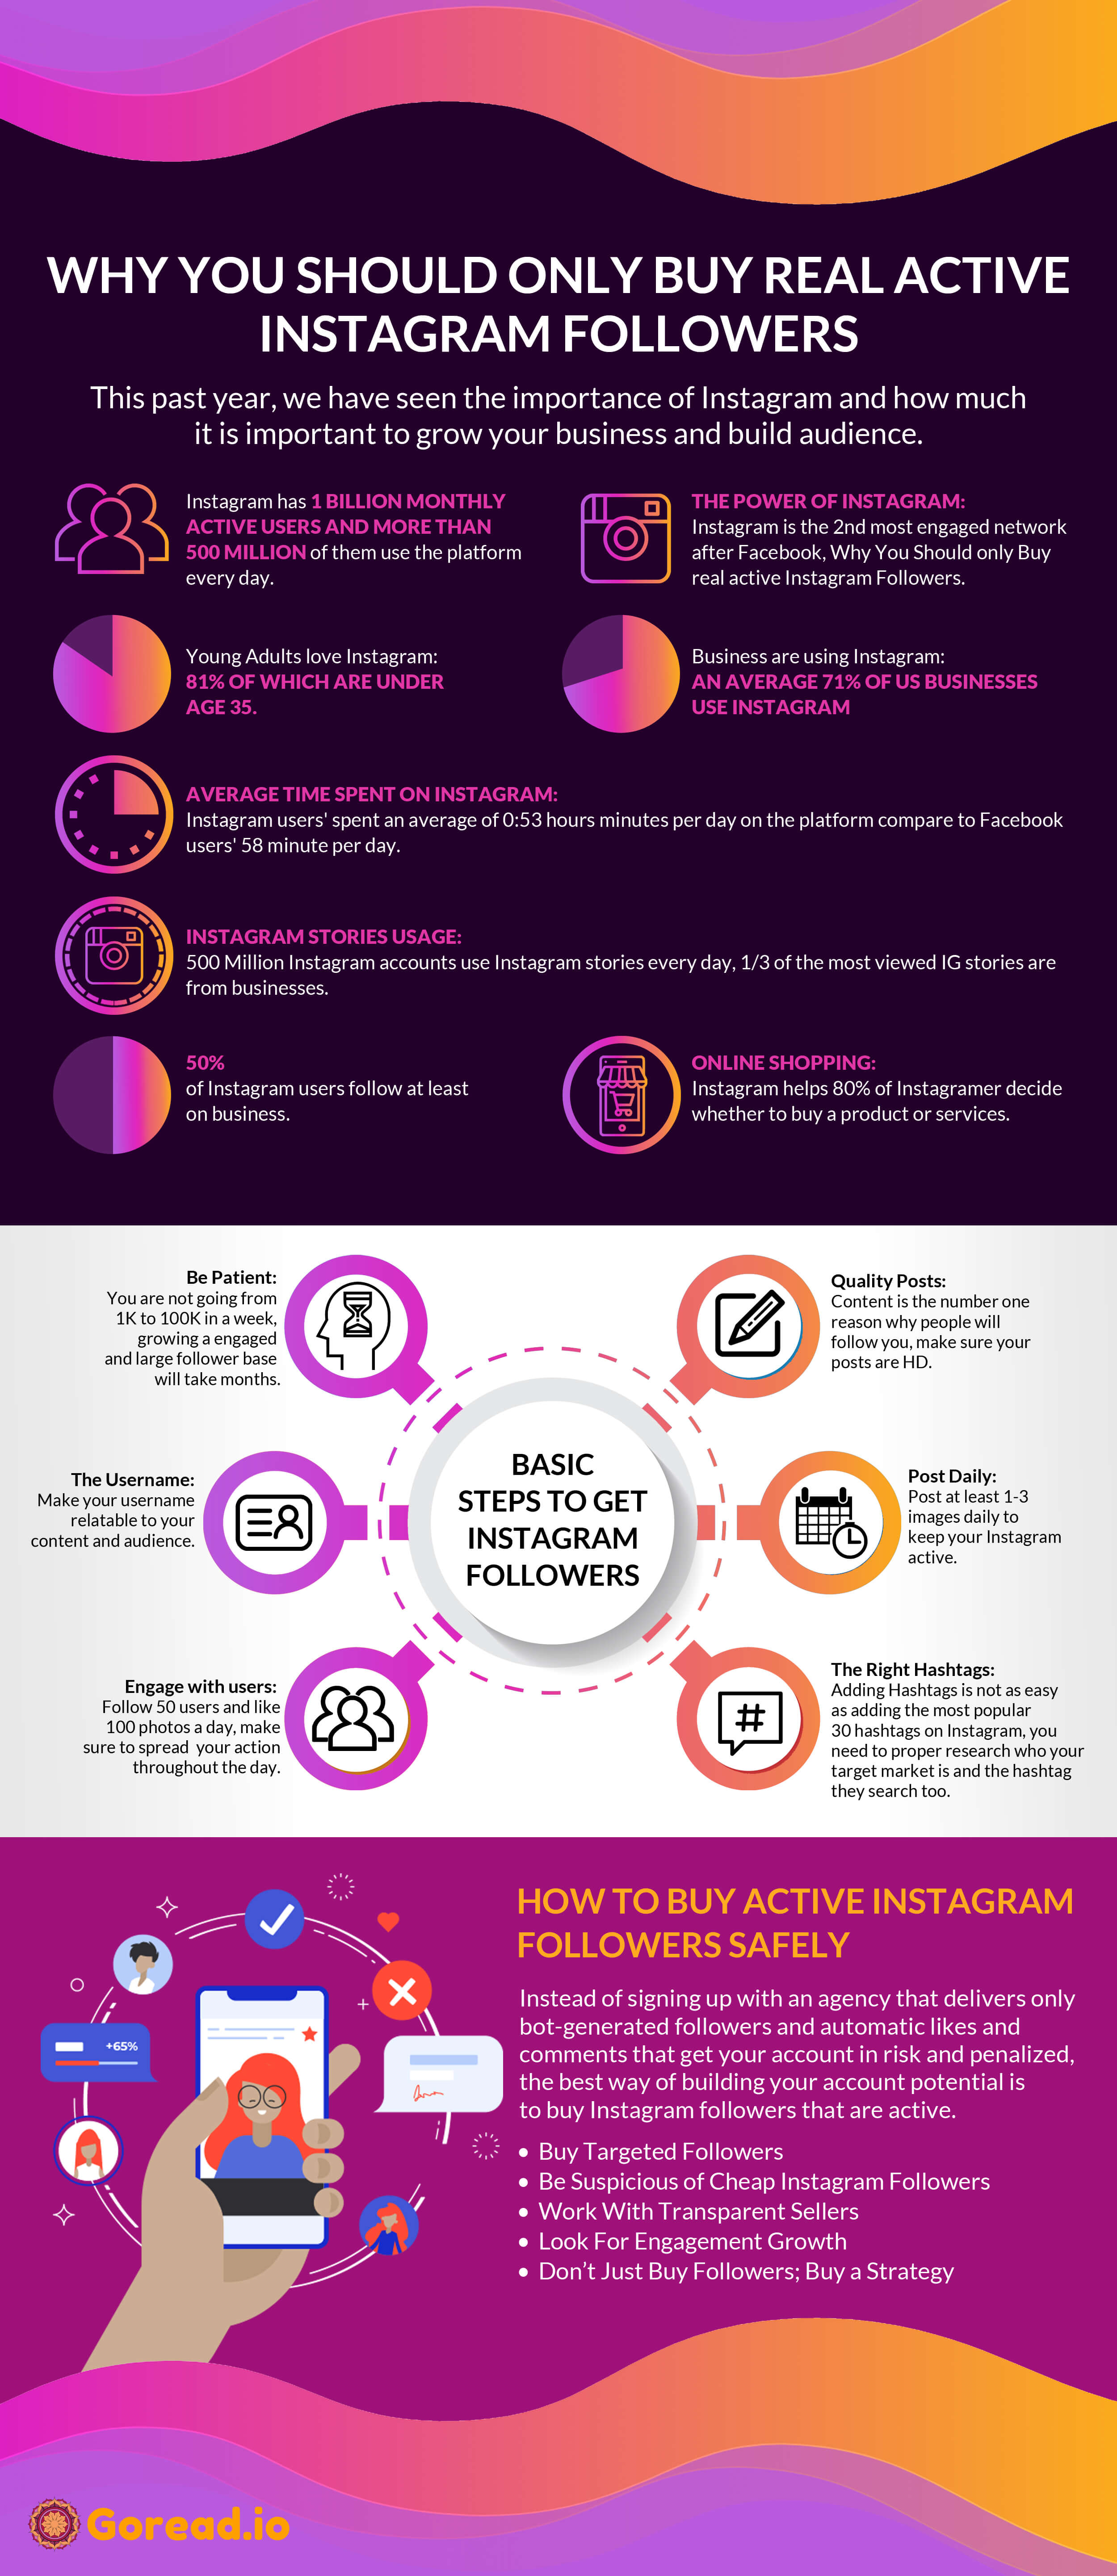 WHY YOU SHOULD ONLY BUY REAL ACTIVE
INSTAGRAM FOLLOWERS
This past year, we have seen the importance of Instagram and how much
it is important to grow your business and build audience.
Instagram has 1 BILLION MONTHLY
ACTIVE USERS AND MORE THAN
500 MILLION of them use the platform
every day.
THE POWER OF INSTAGRAM:
Instagram is the 2nd most engaged network
after Facebook, Why You Should only Buy
real active Instagram Followers.
Young Adults love Instagram:
81% OF WHICH ARE UNDER
AGE 35.
Business are using Instagram:
AN AVERAGE 71% OF US BUSINESSES
USE INSTAGRAM
AVERAGE TIME SPENT ON INSTAGRAM:
Instagram users' spent an average of 0:53 hours minutes per day on the platform compare to Facebook
users' 58 minute per day.
INSTAGRAM STORIES USAGE:
500 Million Instagram accounts use Instagram stories every day, 1/3 of the most viewed IG stories are
from businesses.
50%
of Instagram users follow at least
on business.
ONLINE SHOPPING:
Instagram helps 80% of Instagramer decide
whether to buy a product or services.
Be Patient:
You are not going from
1K to 100K in a week,
growing a engaged
and large follower base
will take months.
Quality Posts:
Content is the number one
reason why people will
follow you, make sure your
posts are HD.
BASIC
STEPS TO GET
INSTAGRAM
FOLLOWERS
The Username:
Make your username
relatable to your
content and audience.
Post Daily:
Post at least 1-3
images daily to
keep your Instagram
active.
Engage with users:
Follow 50 users and like
100 photos a day, make
sure to spread your action
throughout the day.
The Right Hashtags:
Adding Hashtags is not as easy
as adding the most popular
30 hashtags on Instagram, you
need to proper research who your
target market is and the hashtag
they search too.
#
HOW TO BUY ACTIVE INSTAGRAM
FOLLOWERS SAFELY
Instead of signing up with an agency that delivers only
bot-generated followers and automatic likes and
comments that get your account in risk and penalized,
the best way of building your account potential is
to buy Instagram followers that are active.
• Buy Targeted Followers
• Be Suspicious of Cheap Instagram Followers
• Work With Transparent Sellers
• Look For Engagement Growth
• Don't Just Buy Followers; Buy a Strategy
+65%
Goread.io